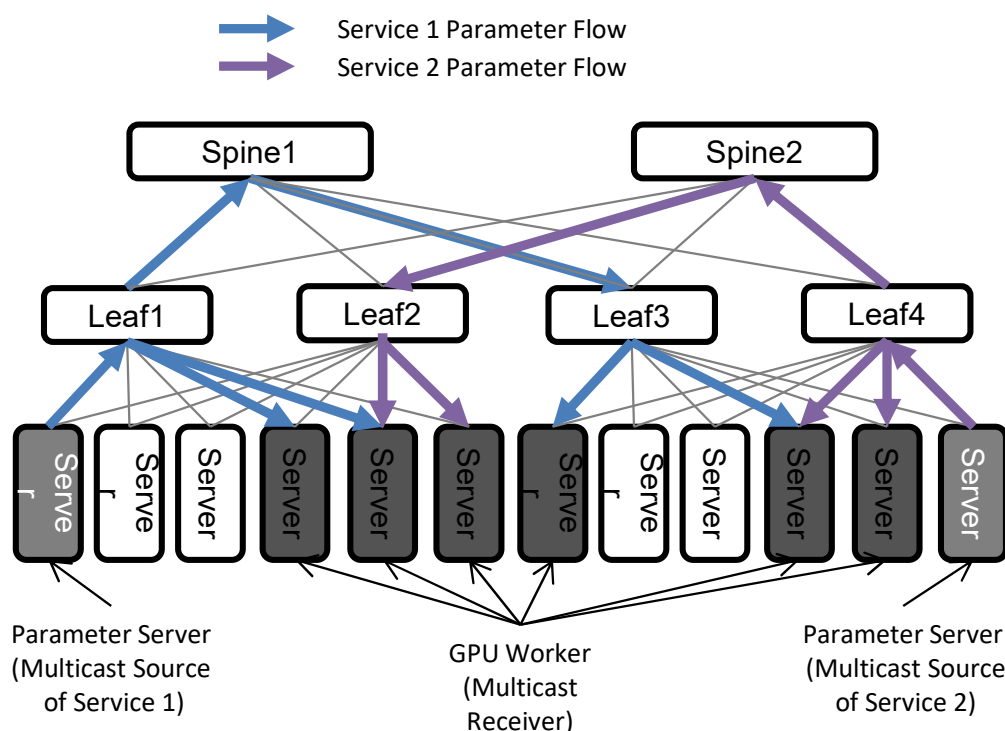 Service 1 Parameter Flow
Service 2 Parameter Flow
Spine1
Spine2
Leaf1
Leaf2
Leaf3
Leaf4
Serve
r
Serve
r
Server
Server
Server
Server
Serve
r
Serve
r
Server
Server
Server
Server
Parameter Server
(Multicast Source
of Service 1)
GPU Worker
(Multicast
Receiver)
Parameter Server
(Multicast Source
of Service 2)